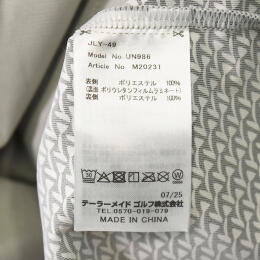 JLY-49
Model No. UN986
Article No. M20231
表側 ポリエステル 100%
(裏面 ポリウレタンフィルムラミネート)
裏側 ポリエステル 100%
07/25
テーラーメイド ゴルフ株式会社
TEL.0570-019-079
MADE IN CHINA